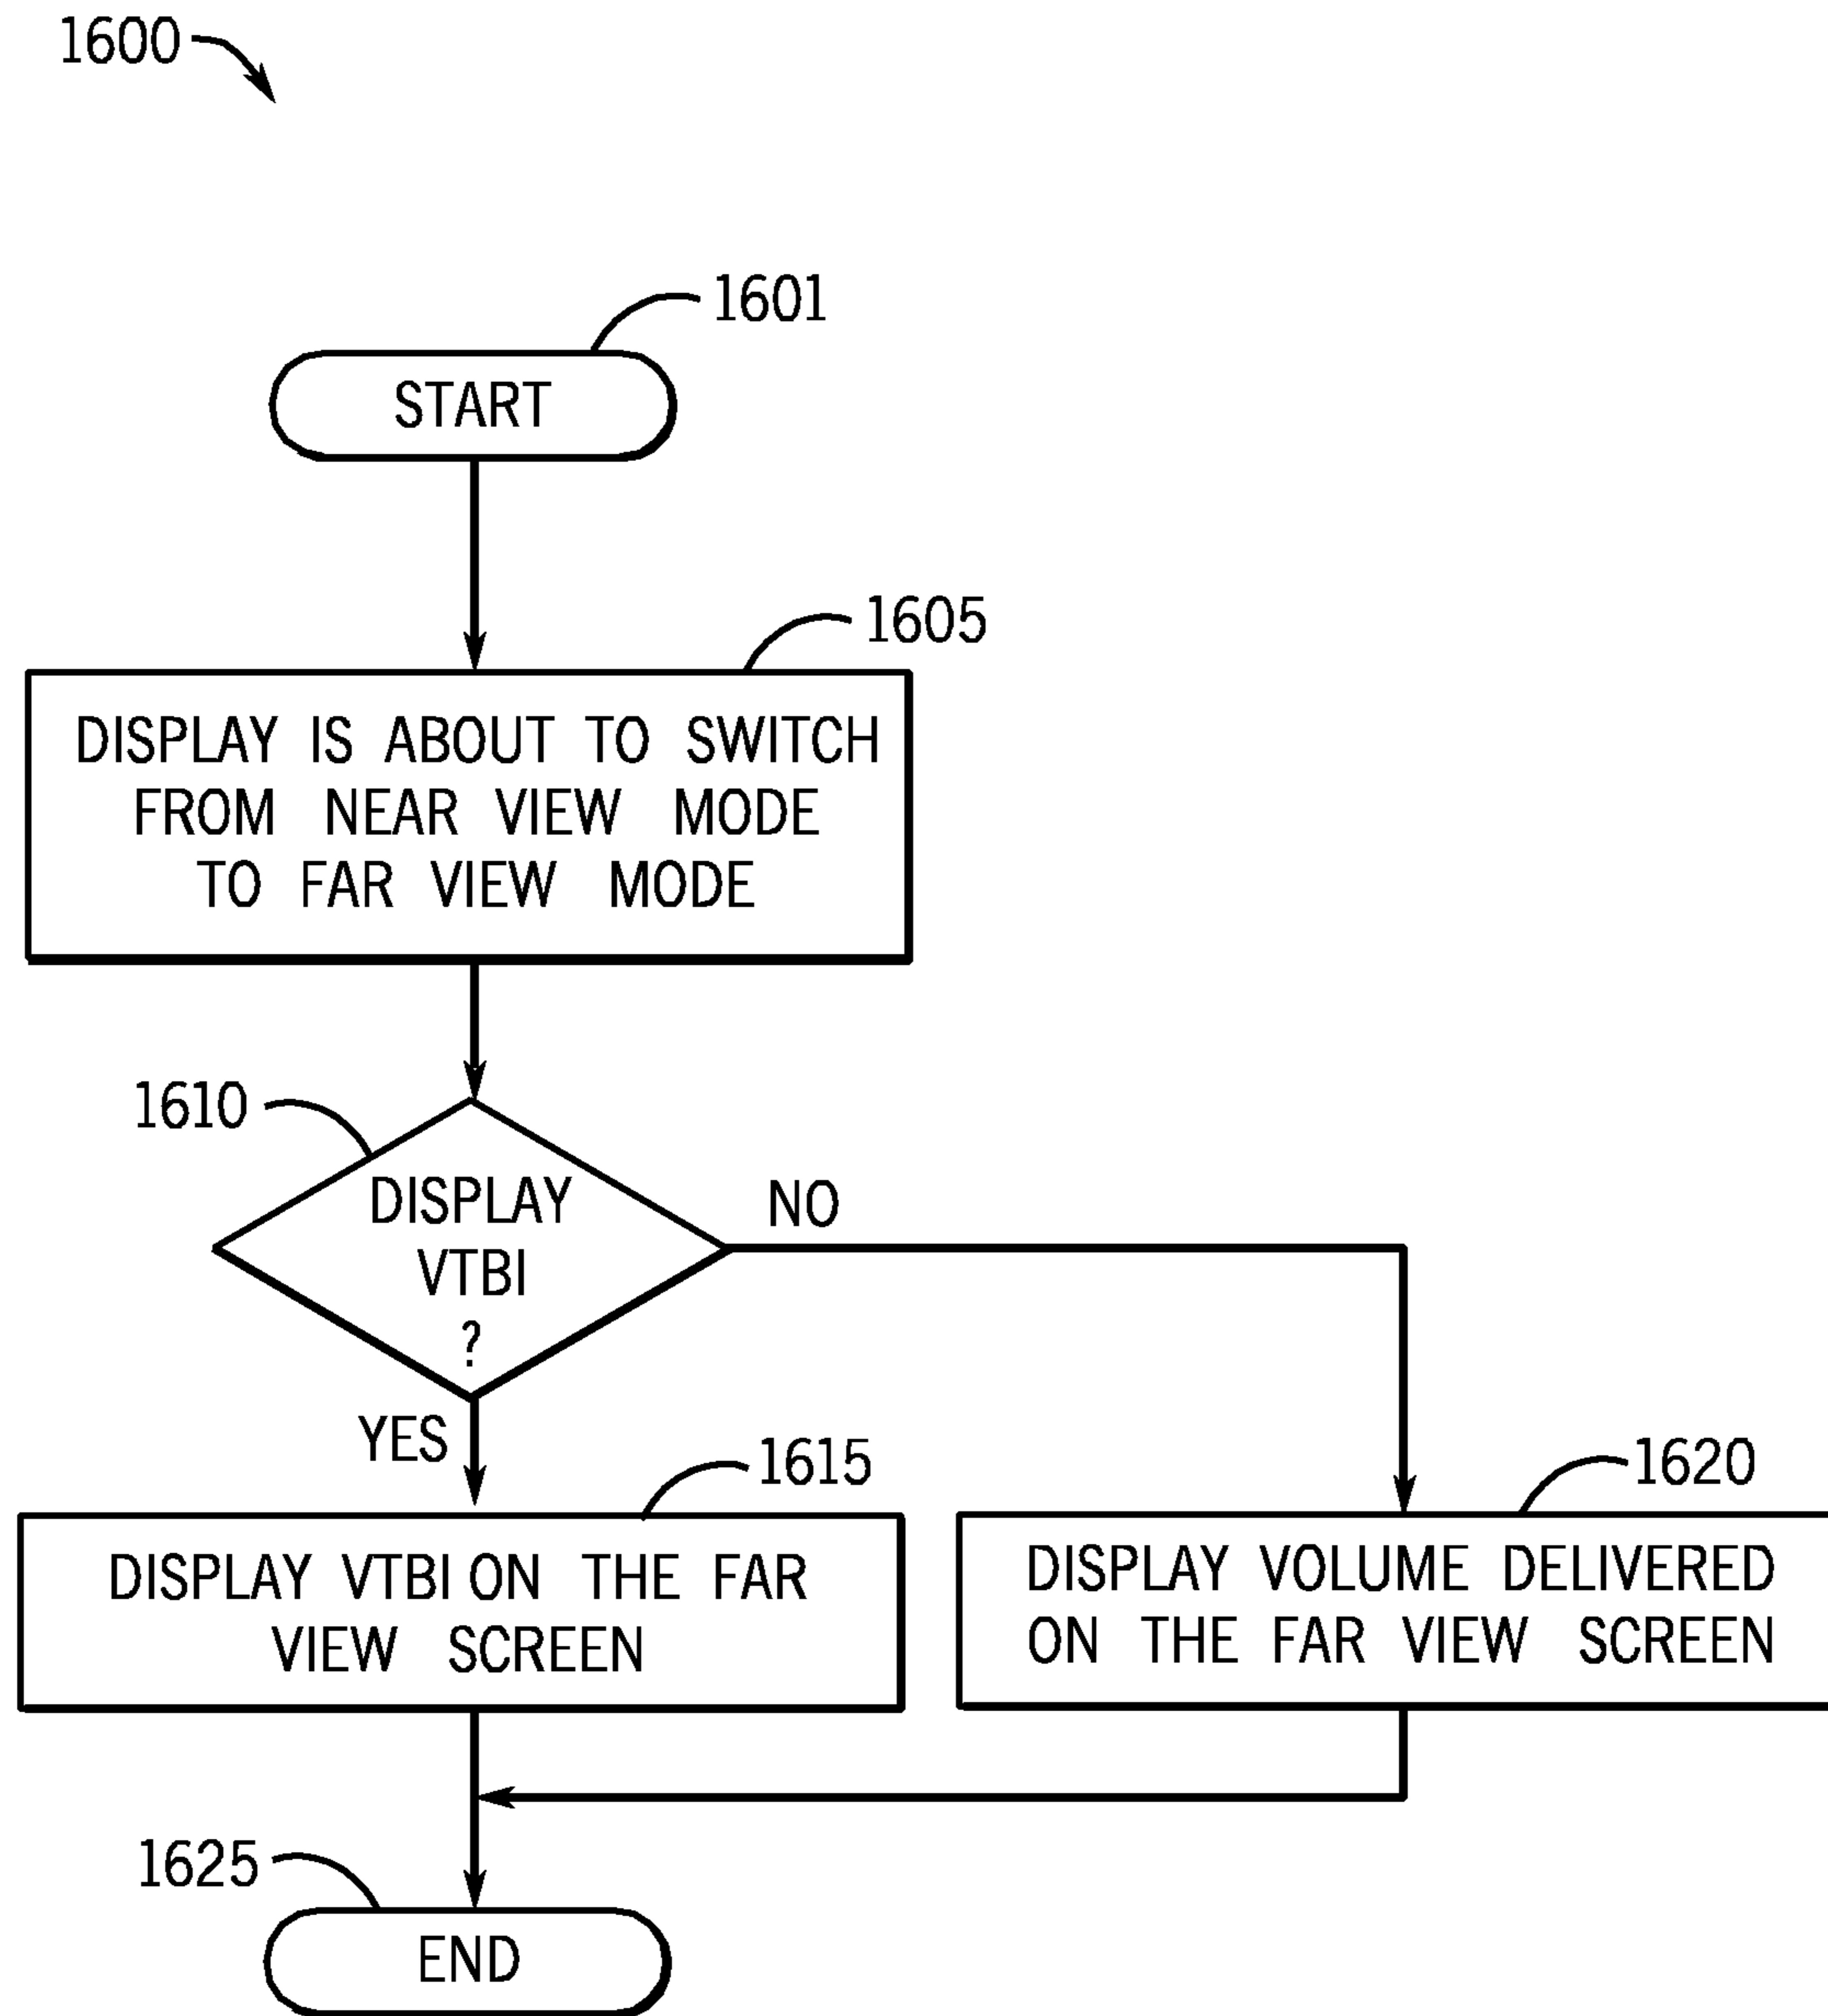 1600
1601
START
1605
DISPLAY IS ABOUT TO SWITCH
FROM NEAR VIEW MODE
TO FAR VIEW MODE
1610
DISPLAY
VTBI
?
NO
YES
1615
DISPLAY VTBI ON THE FAR
VIEW SCREEN
1620
DISPLAY VOLUME DELIVERED
ON THE FAR VIEW SCREEN
1625
END